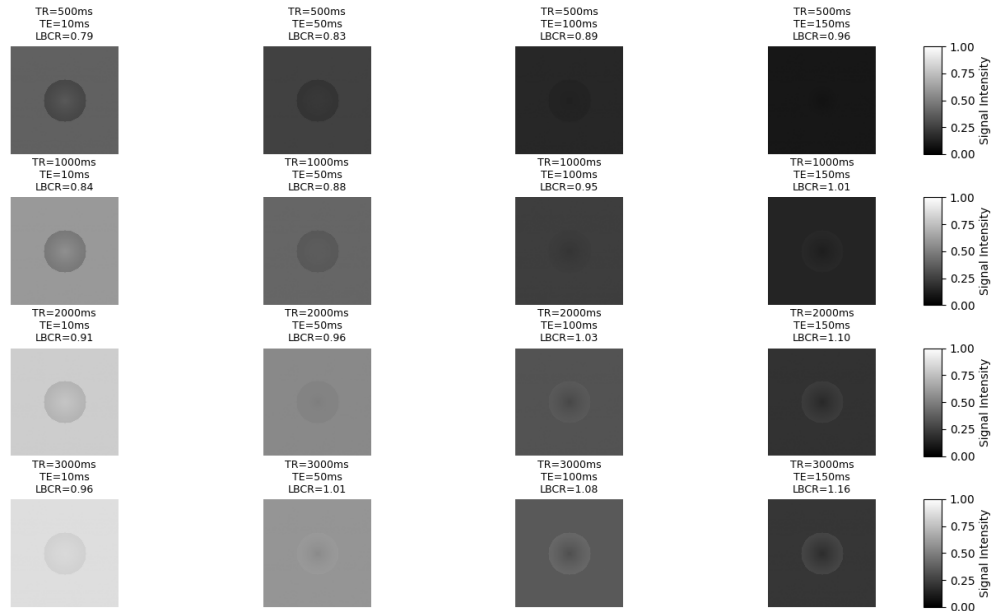 TR=500ms
TE=10ms
LBCR=0.79
TR=500ms
TE=50ms
LBCR=0.83
TR=500ms
TE=100ms
LBCR=0.89
TR=500ms
TE=150ms
LBCR=0.96
1.00
0.75
0.50
0.25
0.00
Signal Intensity
TR=1000ms
TE=10ms
LBCR=0.84
TR=1000ms
TE=50ms
LBCR=0.88
TR=1000ms
TE=100ms
LBCR=0.95
TR=1000ms
TE=150ms
LBCR=1.01
1.00
0.75
0.50
0.25
0.00
Signal Intensity
TR=2000ms
TE=10ms
LBCR=0.91
TR=2000ms
TE=50ms
LBCR=0.96
TR=2000ms
TE=100ms
LBCR=1.03
TR=2000ms
TE=150ms
LBCR=1.10
1.00
0.75
0.50
0.25
0.00
Signal Intensity
TR=3000ms
TE=10ms
LBCR=0.96
TR=3000ms
TE=50ms
LBCR=1.01
TR=3000ms
TE=100ms
LBCR=1.08
TR=3000ms
TE=150ms
LBCR=1.16
1.00
0.75
0.50
0.25
0.00
Signal Intensity